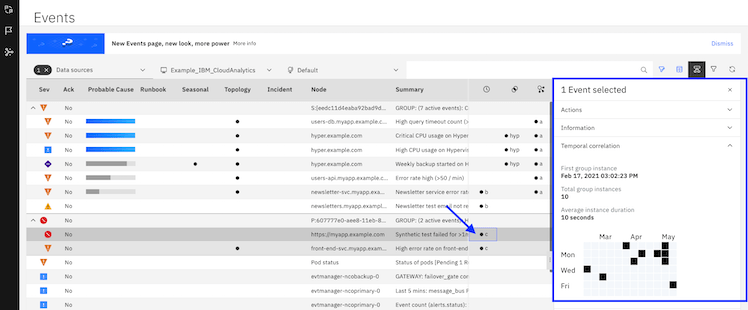 Events
New Events page, new look, more power More info Dismiss
1 × Data sources Example_IBM_CloudAnalytics Default
Sev Ack Probable Cause Runbook Seasonal Topology Incident Node Summary
No S:{eedc11d4eaba92bad9d... GROUP: (7 active events): C
No users-db.myapp.example.... High query timeout count (s a
No hyper.example.com Critical CPU usage on Hyperv hyp a
No hyper.example.com High CPU usage on Hypervis hyp a
No hyper.example.com Weekly backup started on H hyp a
No users-api.myapp.example... Error rate high (>50 / min) a
No newsletter-svc.myapp.exa... Newsletter service error rat b a
No newsletters.myapp.example... Newsletter test email not re b
No P:607777e0-aee8-11eb-8... GROUP: (2 active events): H
No https://myapp.example.com Synthetic test failed for >1m c
No front-end-svc.myapp.exam... High error rate on front-end c
No Pod status Status of pods [Pending 1 R
No evtmanager-ncobackup-0 GATEWAY: failover_gate con
No evtmanager-ncoprimary-0 Last 5 mins: message_bus F
No evtmanager-ncoprimary-0 Event count (alerts.status):
1 Event selected ×
Actions
Information
Temporal correlation
First group instance
Feb 17, 2021 03:02:23 PM
Total group instances
10
Average instance duration
10 seconds
Mar Apr May
Mon
Wed
Fri